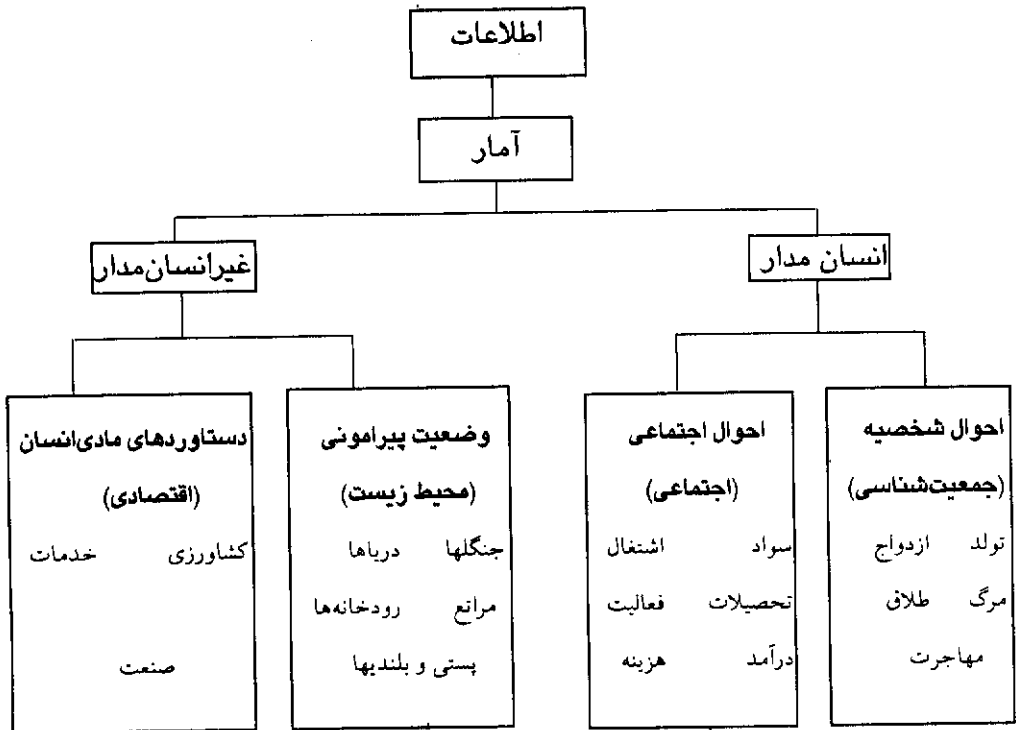 اطلاعات
آمار
انسان مدار
غیرانسان‌مدار
احوال شخصیه
(جمعیت‌شناسی)
تولد ازدواج
مرگ طلاق
مهاجرت
احوال اجتماعی
(اجتماعی)
سواد اشتغال
تحصیلات فعالیت
درآمد هزینه
وضعیت پیرامونی
(محیط زیست)
جنگلها دریاها
مراتع رودخانه‌ها
پستی و بلندیها
دستاوردهای مادی‌انسان
(اقتصادی)
کشاورزی خدمات
صنعت